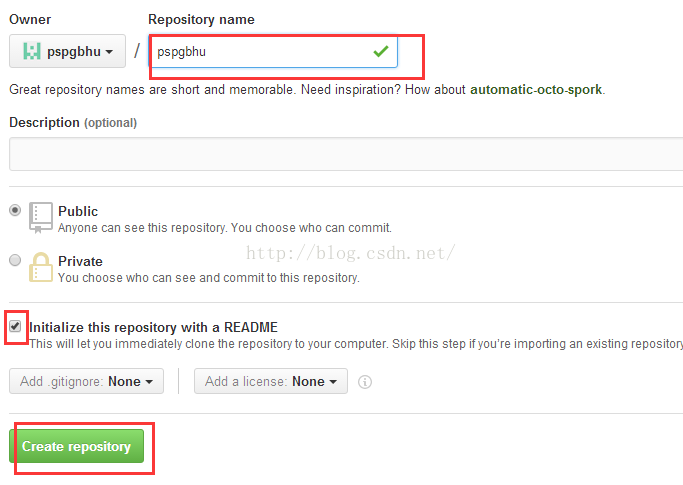 Owner Repository name
pspgbhu / pspgbhu
Great repository names are short and memorable. Need inspiration? How about automatic-octo-spork.
Description (optional)
Public
Anyone can see this repository. You choose who can commit.
http://blog.csdn.net/
Private
You choose who can see and commit to this repository.
Initialize this repository with a README
This will let you immediately clone the repository to your computer. Skip this step if you're importing an existing repository
Add .gitignore: None Add a license: None
Create repository